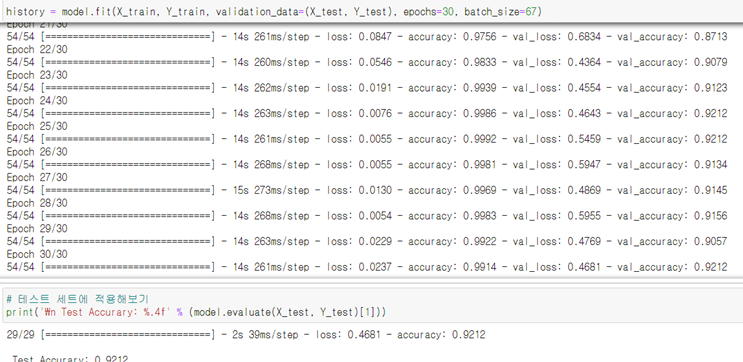 history = model.fit(X_train, Y_train, validation_data=(X_test, Y_test), epochs=30, batch_size=67)
Epoch 21/30
54/54 [==============================] - 14s 261ms/step - loss: 0.0847 - accuracy: 0.9756 - val_loss: 0.6834 - val_accuracy: 0.8713
Epoch 22/30
54/54 [==============================] - 14s 260ms/step - loss: 0.0546 - accuracy: 0.9833 - val_loss: 0.4364 - val_accuracy: 0.9079
Epoch 23/30
54/54 [==============================] - 14s 262ms/step - loss: 0.0191 - accuracy: 0.9939 - val_loss: 0.4554 - val_accuracy: 0.9123
Epoch 24/30
54/54 [==============================] - 14s 263ms/step - loss: 0.0076 - accuracy: 0.9986 - val_loss: 0.4643 - val_accuracy: 0.9212
Epoch 25/30
54/54 [==============================] - 14s 261ms/step - loss: 0.0055 - accuracy: 0.9992 - val_loss: 0.5459 - val_accuracy: 0.9212
Epoch 26/30
54/54 [==============================] - 14s 268ms/step - loss: 0.0055 - accuracy: 0.9981 - val_loss: 0.5947 - val_accuracy: 0.9134
Epoch 27/30
54/54 [==============================] - 15s 273ms/step - loss: 0.0130 - accuracy: 0.9969 - val_loss: 0.4869 - val_accuracy: 0.9145
Epoch 28/30
54/54 [==============================] - 14s 268ms/step - loss: 0.0054 - accuracy: 0.9983 - val_loss: 0.5955 - val_accuracy: 0.9156
Epoch 29/30
54/54 [==============================] - 14s 263ms/step - loss: 0.0229 - accuracy: 0.9922 - val_loss: 0.4769 - val_accuracy: 0.9057
Epoch 30/30
54/54 [==============================] - 14s 261ms/step - loss: 0.0237 - accuracy: 0.9914 - val_loss: 0.4681 - val_accuracy: 0.9212
# 테스트 세트에 적용해보기
print('₩n Test Accurary: %.4f' % (model.evaluate(X_test, Y_test)[1]))
29/29 [==============================] - 2s 39ms/step - loss: 0.4681 - accuracy: 0.9212
Test Accurary: 0.9212